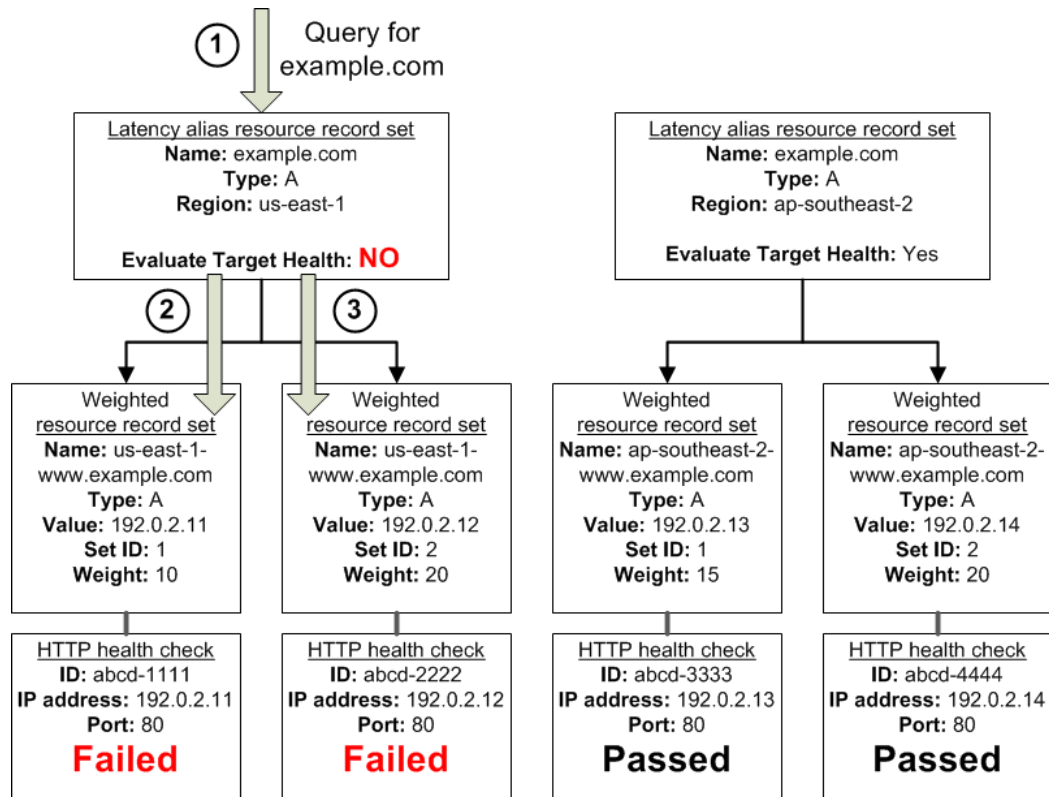 1
Query for
example.com
Latency alias resource record set
Name: example.com
Type: A
Region: us-east-1
Evaluate Target Health: NO
Latency alias resource record set
Name: example.com
Type: A
Region: ap-southeast-2
Evaluate Target Health: Yes
2
3
Weighted
resource record set
Name: us-east-1-
www.example.com
Type: A
Value: 192.0.2.11
Set ID: 1
Weight: 10
Weighted
resource record set
Name: us-east-1-
www.example.com
Type: A
Value: 192.0.2.12
Set ID: 2
Weight: 20
Weighted
resource record set
Name: ap-southeast-2-
www.example.com
Type: A
Value: 192.0.2.13
Set ID: 1
Weight: 15
Weighted
resource record set
Name: ap-southeast-2-
www.example.com
Type: A
Value: 192.0.2.14
Set ID: 2
Weight: 20
HTTP health check
ID: abcd-1111
IP address: 192.0.2.11
Port: 80
Failed
HTTP health check
ID: abcd-2222
IP address: 192.0.2.12
Port: 80
Failed
HTTP health check
ID: abcd-3333
IP address: 192.0.2.13
Port: 80
Passed
HTTP health check
ID: abcd-4444
IP address: 192.0.2.14
Port: 80
Passed